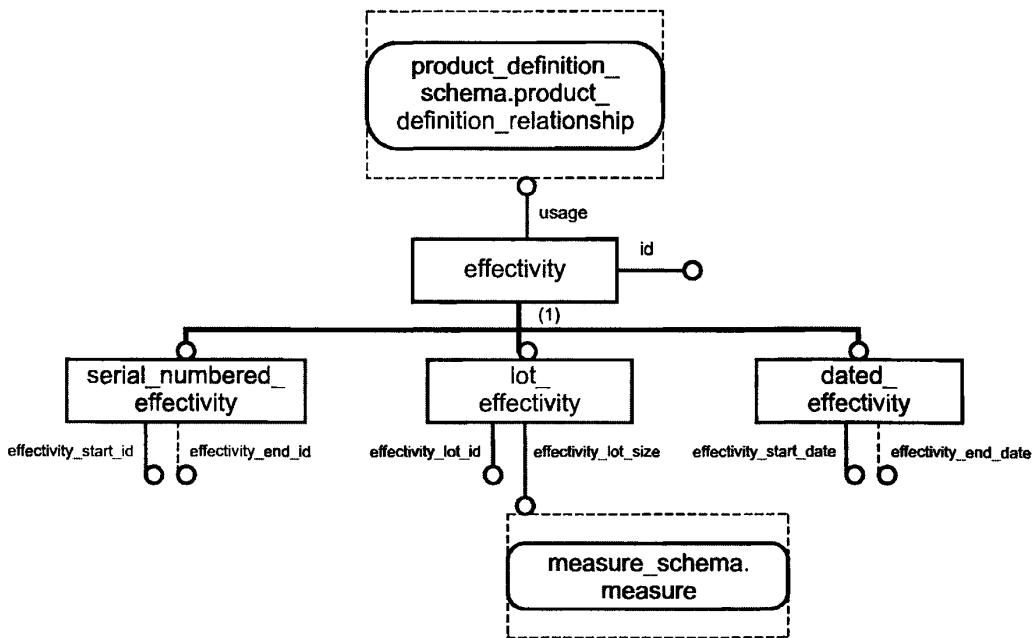 product_definition_
schema.product_
definition_relationship
usage
id
effectivity
(1)
serial_numbered_
effectivity
lot_
effectivity
dated_
effectivity
effectivity_start_id
effectivity_end_id
effectivity_lot_id
effectivity_lot_size
effectivity_start_date
effectivity_end_date
measure_schema.
measure